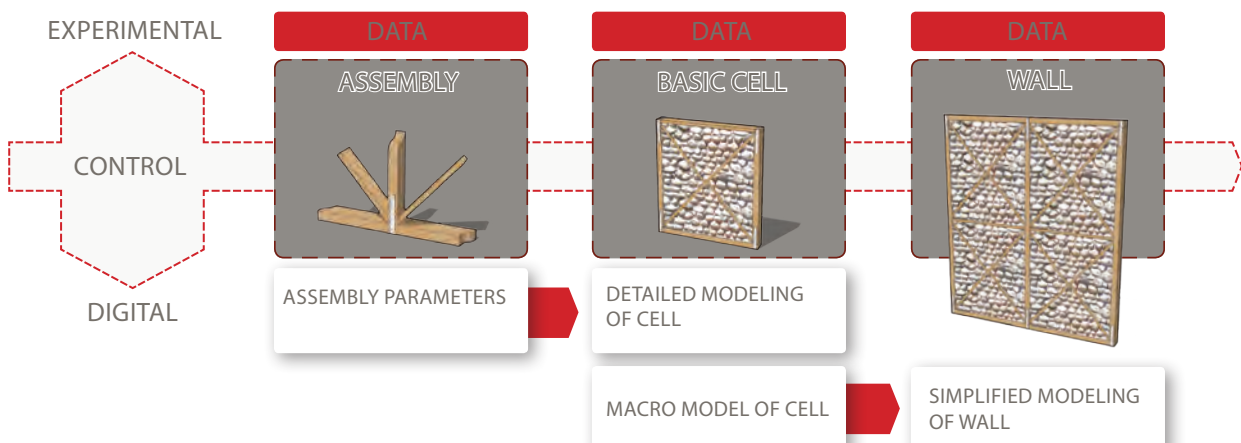 EXPERIMENTAL
CONTROL
DIGITAL
DATA
ASSEMBLY
ASSEMBLY PARAMETERS
DATA
BASIC CELL
DETAILED MODELING
OF CELL
MACRO MODEL OF CELL
DATA
WALL
SIMPLIFIED MODELING
OF WALL